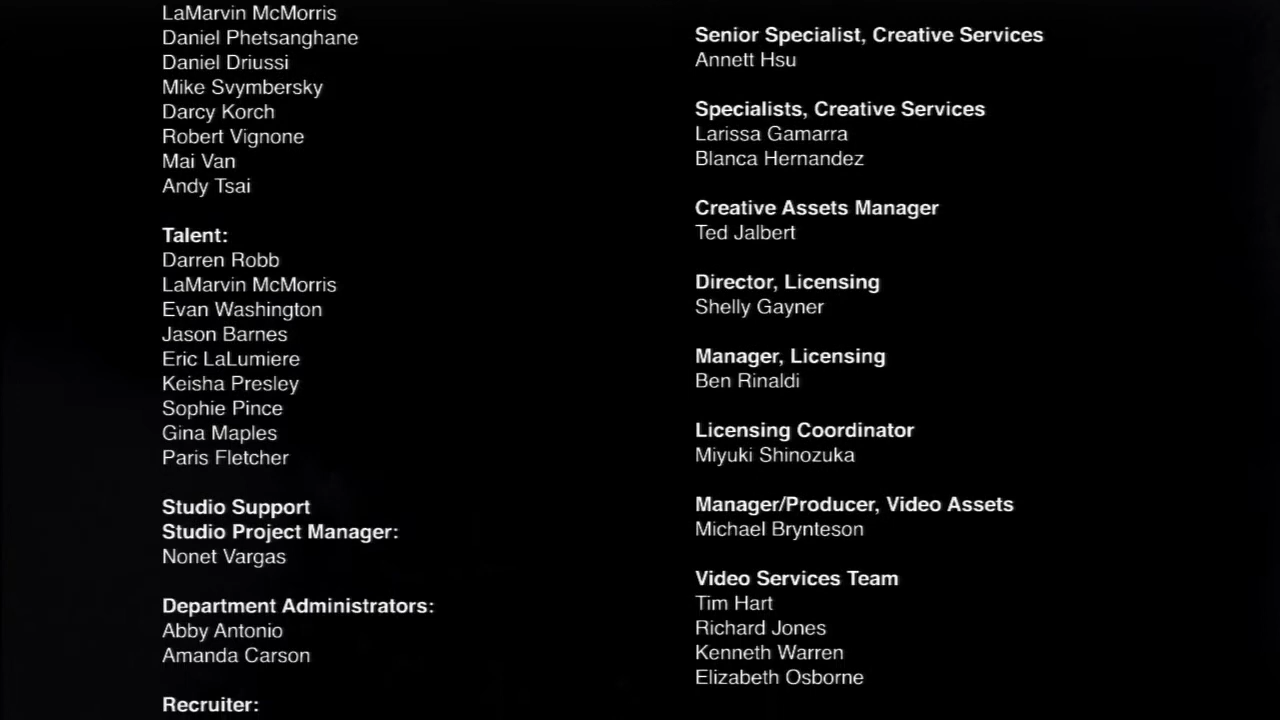 LaMarvin McMorris
Daniel Phetsanghane
Daniel Driussi
Mike Svymbersky
Darcy Korch
Robert Vignone
Mai Van
Andy Tsai
Talent:
Darren Robb
LaMarvin McMorris
Evan Washington
Jason Barnes
Eric LaLumiere
Keisha Presley
Sophie Pince
Gina Maples
Paris Fletcher
Studio Support
Studio Project Manager:
Nonet Vargas
Department Administrators:
Abby Antonio
Amanda Carson
Recruiter:
Senior Specialist, Creative Services
Annett Hsu
Specialists, Creative Services
Larissa Gamarra
Blanca Hernandez
Creative Assets Manager
Ted Jalbert
Director, Licensing
Shelly Gayner
Manager, Licensing
Ben Rinaldi
Licensing Coordinator
Miyuki Shinozuka
Manager/Producer, Video Assets
Michael Brynteson
Video Services Team
Tim Hart
Richard Jones
Kenneth Warren
Elizabeth Osborne